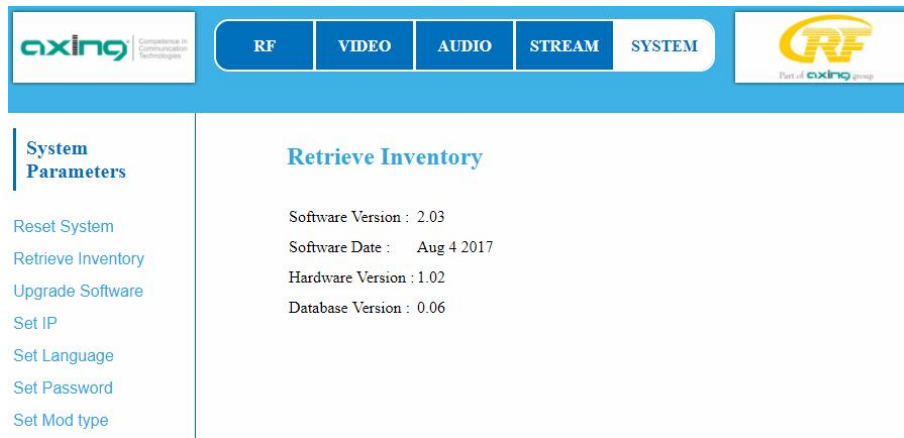 axing
Competence in
Communication
Technologies
RF VIDEO AUDIO STREAM SYSTEM
RF
Part of axing group
System
Parameters
Reset System
Retrieve Inventory
Upgrade Software
Set IP
Set Language
Set Password
Set Mod type
Retrieve Inventory
Software Version : 2.03
Software Date : Aug 4 2017
Hardware Version : 1.02
Database Version : 0.06